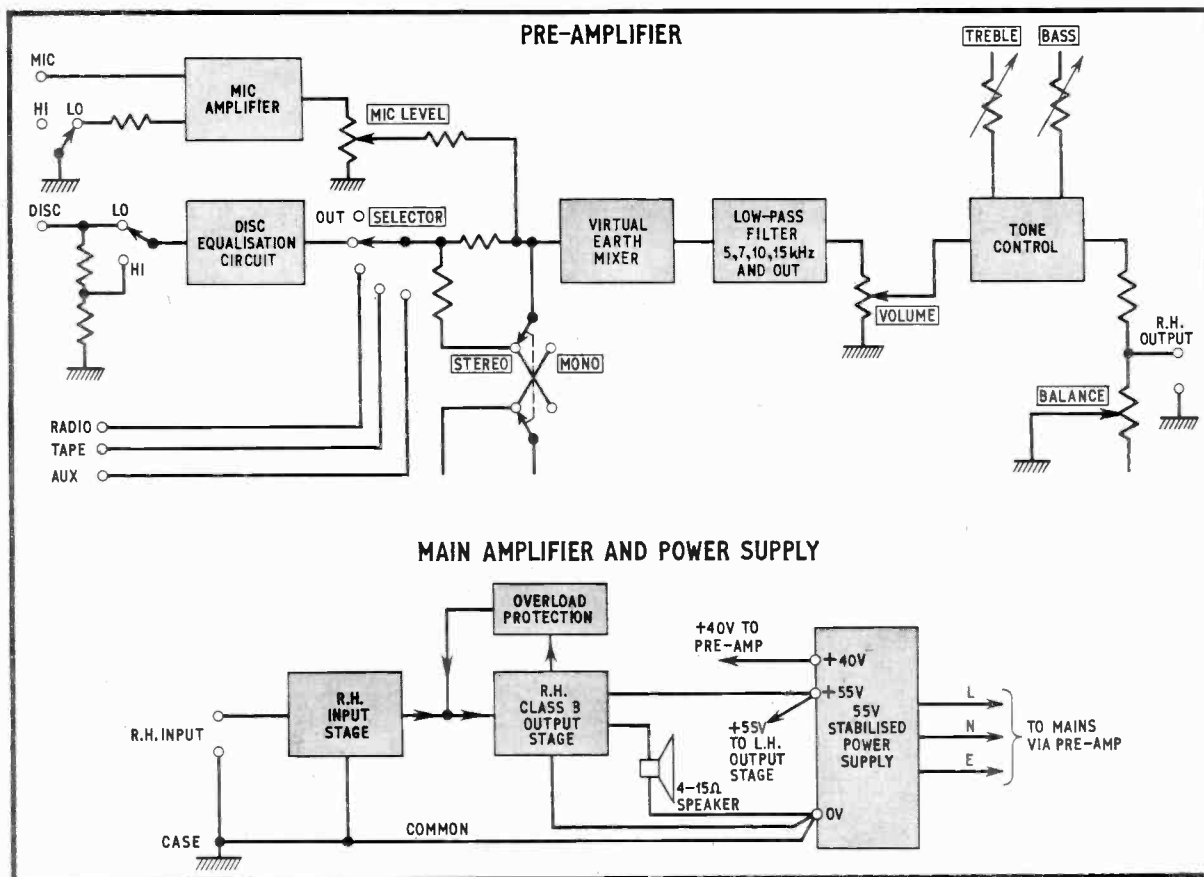 PRE-AMPLIFIER
TREBLE
BASS
MIC
HI
LO
MIC
AMPLIFIER
MIC LEVEL
DISC
LO
HI
DISC
EQUALISATION
CIRCUIT
OUT
SELECTOR
VIRTUAL
EARTH
MIXER
LOW-PASS
FILTER
5,7,10,15kHz
AND OUT
TONE
CONTROL
VOLUME
R.H.
OUTPUT
STEREO
MONO
BALANCE
RADIO
TAPE
AUX
MAIN AMPLIFIER AND POWER SUPPLY
OVERLOAD
PROTECTION
+40V TO
PRE-AMP
+40V
+55V
55V
STABILISED
POWER
SUPPLY
R.H.
INPUT
STAGE
R.H.
CLASS B
OUTPUT
STAGE
+55V
TO L.H.
OUTPUT
STAGE
L
N
E
TO MAINS
VIA PRE-AMP
R.H. INPUT
4-15Ω
SPEAKER
0V
CASE
COMMON